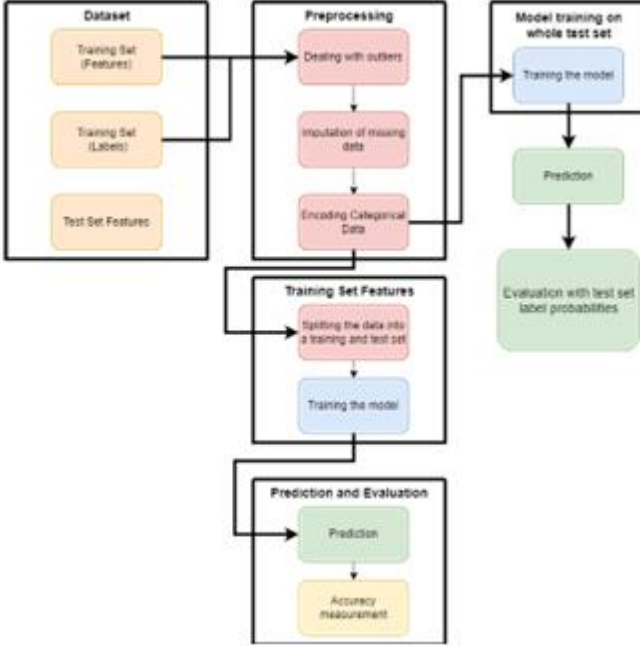 Dataset
Training Set
(Features)
Training Set
(Labels)
Test Set Features
Preprocessing
Dealing with outliers
Imputation of missing
data
Encoding Categorical
Data
Model training on
whole test set
Training the model
Prediction
Evaluation with test set
label probabilities
Training Set Features
Splitting the data into
a training and test set
Training the model
Prediction and Evaluation
Prediction
Accuracy
measurement